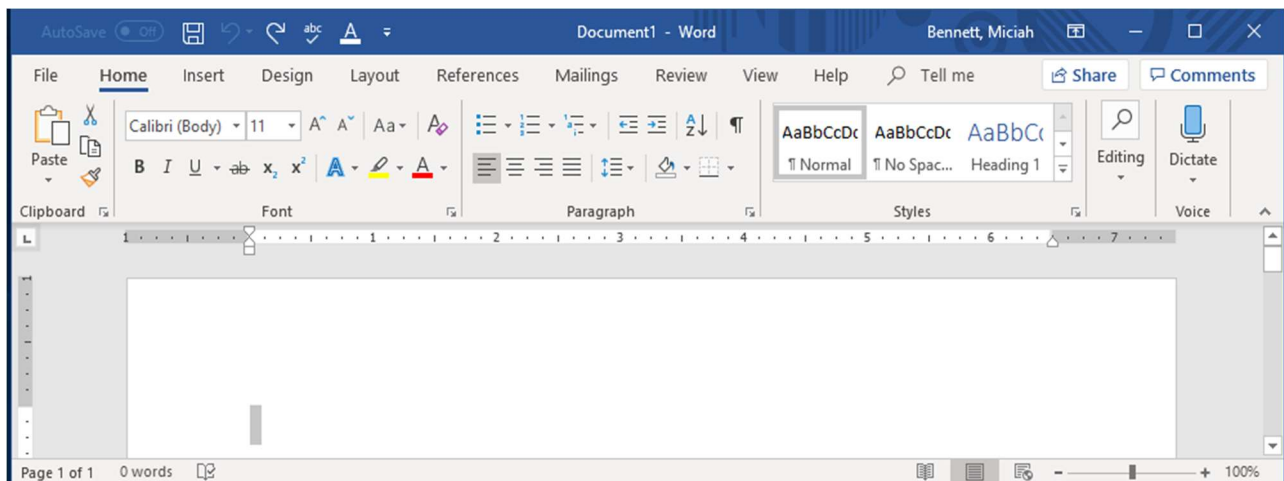 AutoSave Off abc A Document1 - Word Bennett, Miciah
File Home Insert Design Layout References Mailings Review View Help Tell me Share Comments
Paste Calibri (Body) 11 A A Aa A A Z ¶ AaBbCcDc AaBbCcDc AaBbCc Editing Dictate
B I U ab x₂ x² A A ¶ Normal ¶ No Spac... Heading 1
Clipboard Font Paragraph Styles Voice
L 1 1 2 3 4 5 6 7
1
Page 1 of 1 0 words 100%